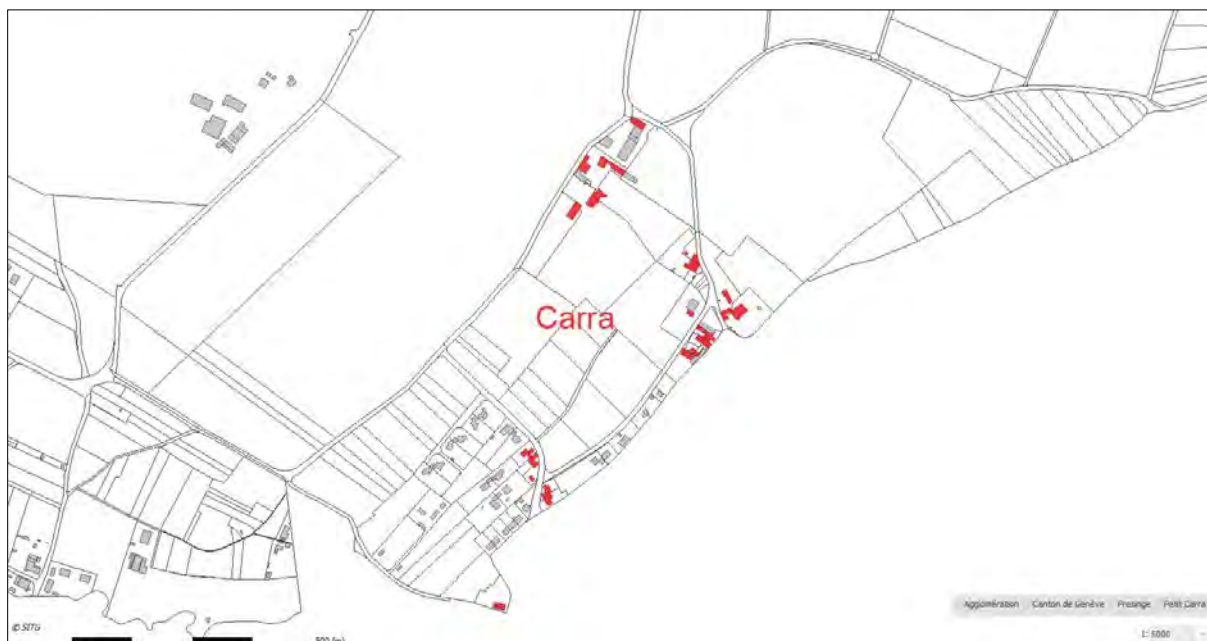 Carra
Agglomération Canton de Genève Presinge Petit Carra
© SITG
500 (m)
1: 5000